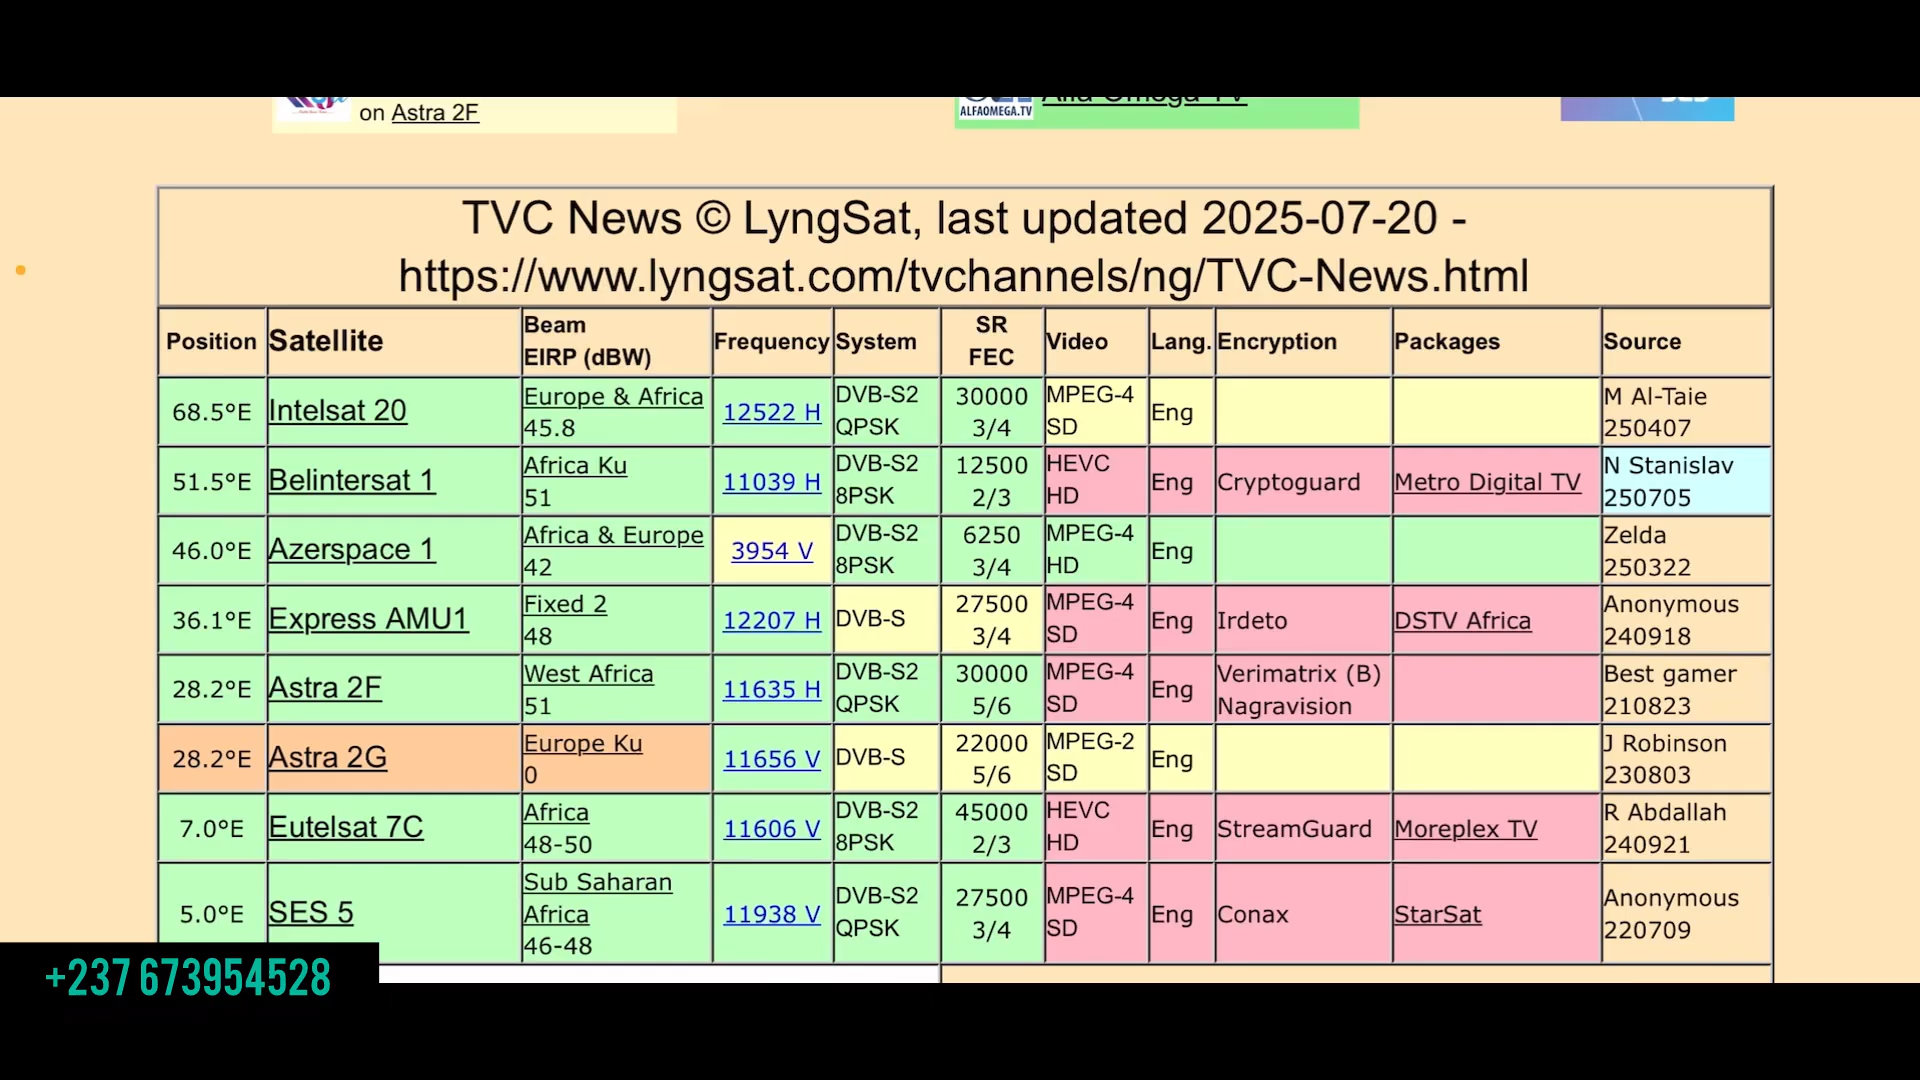 on Astra 2F
ALFAOMEGA.TV
Alfa Omega TV
TVC News © LyngSat, last updated 2025-07-20 -
https://www.lyngsat.com/tvchannels/ng/TVC-News.html
Position Satellite Beam EIRP (dBW) Frequency System SR FEC Video Lang. Encryption Packages Source
68.5°E Intelsat 20 Europe & Africa 45.8 12522 H DVB-S2 QPSK 30000 3/4 MPEG-4 SD Eng M Al-Taie 250407
51.5°E Belintersat 1 Africa Ku 51 11039 H DVB-S2 8PSK 12500 2/3 HEVC HD Eng Cryptoguard Metro Digital TV N Stanislav 250705
46.0°E Azerspace 1 Africa & Europe 42 3954 V DVB-S2 8PSK 6250 3/4 MPEG-4 HD Eng Zelda 250322
36.1°E Express AMU1 Fixed 2 48 12207 H DVB-S 27500 3/4 MPEG-4 SD Eng Irdeto DSTV Africa Anonymous 240918
28.2°E Astra 2F West Africa 51 11635 H DVB-S2 QPSK 30000 5/6 MPEG-4 SD Eng Verimatrix (B) Nagravision Best gamer 210823
28.2°E Astra 2G Europe Ku 0 11656 V DVB-S 22000 5/6 MPEG-2 SD Eng J Robinson 230803
7.0°E Eutelsat 7C Africa 48-50 11606 V DVB-S2 8PSK 45000 2/3 HEVC HD Eng StreamGuard Moreplex TV R Abdallah 240921
5.0°E SES 5 Sub Saharan Africa 46-48 11938 V DVB-S2 QPSK 27500 3/4 MPEG-4 SD Eng Conax StarSat Anonymous 220709
+237 673954528